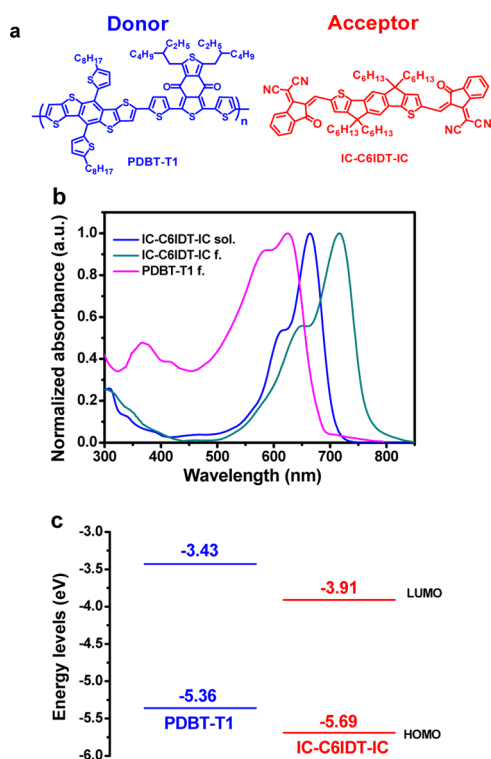 a
Donor
Acceptor
C8H17
C4H9
C2H5
C2H5
C4H9
S
S
O
O
S
S
S
S
S
S
S
n
S
C8H17
PDBT-T1
NC
CN
O
S
C6H13
C6H13
C6H13
C6H13
S
O
NC
CN
IC-C6IDT-IC
b
Normalized absorbance (a.u.)
1.0
0.8
0.6
0.4
0.2
0.0
IC-C6IDT-IC sol.
IC-C6IDT-IC f.
PDBT-T1 f.
300 400 500 600 700 800
Wavelength (nm)
c
Energy levels (eV)
-3.0
-3.5
-4.0
-4.5
-5.0
-5.5
-6.0
-3.43
-3.91
LUMO
-5.36
PDBT-T1
-5.69
HOMO
IC-C6IDT-IC